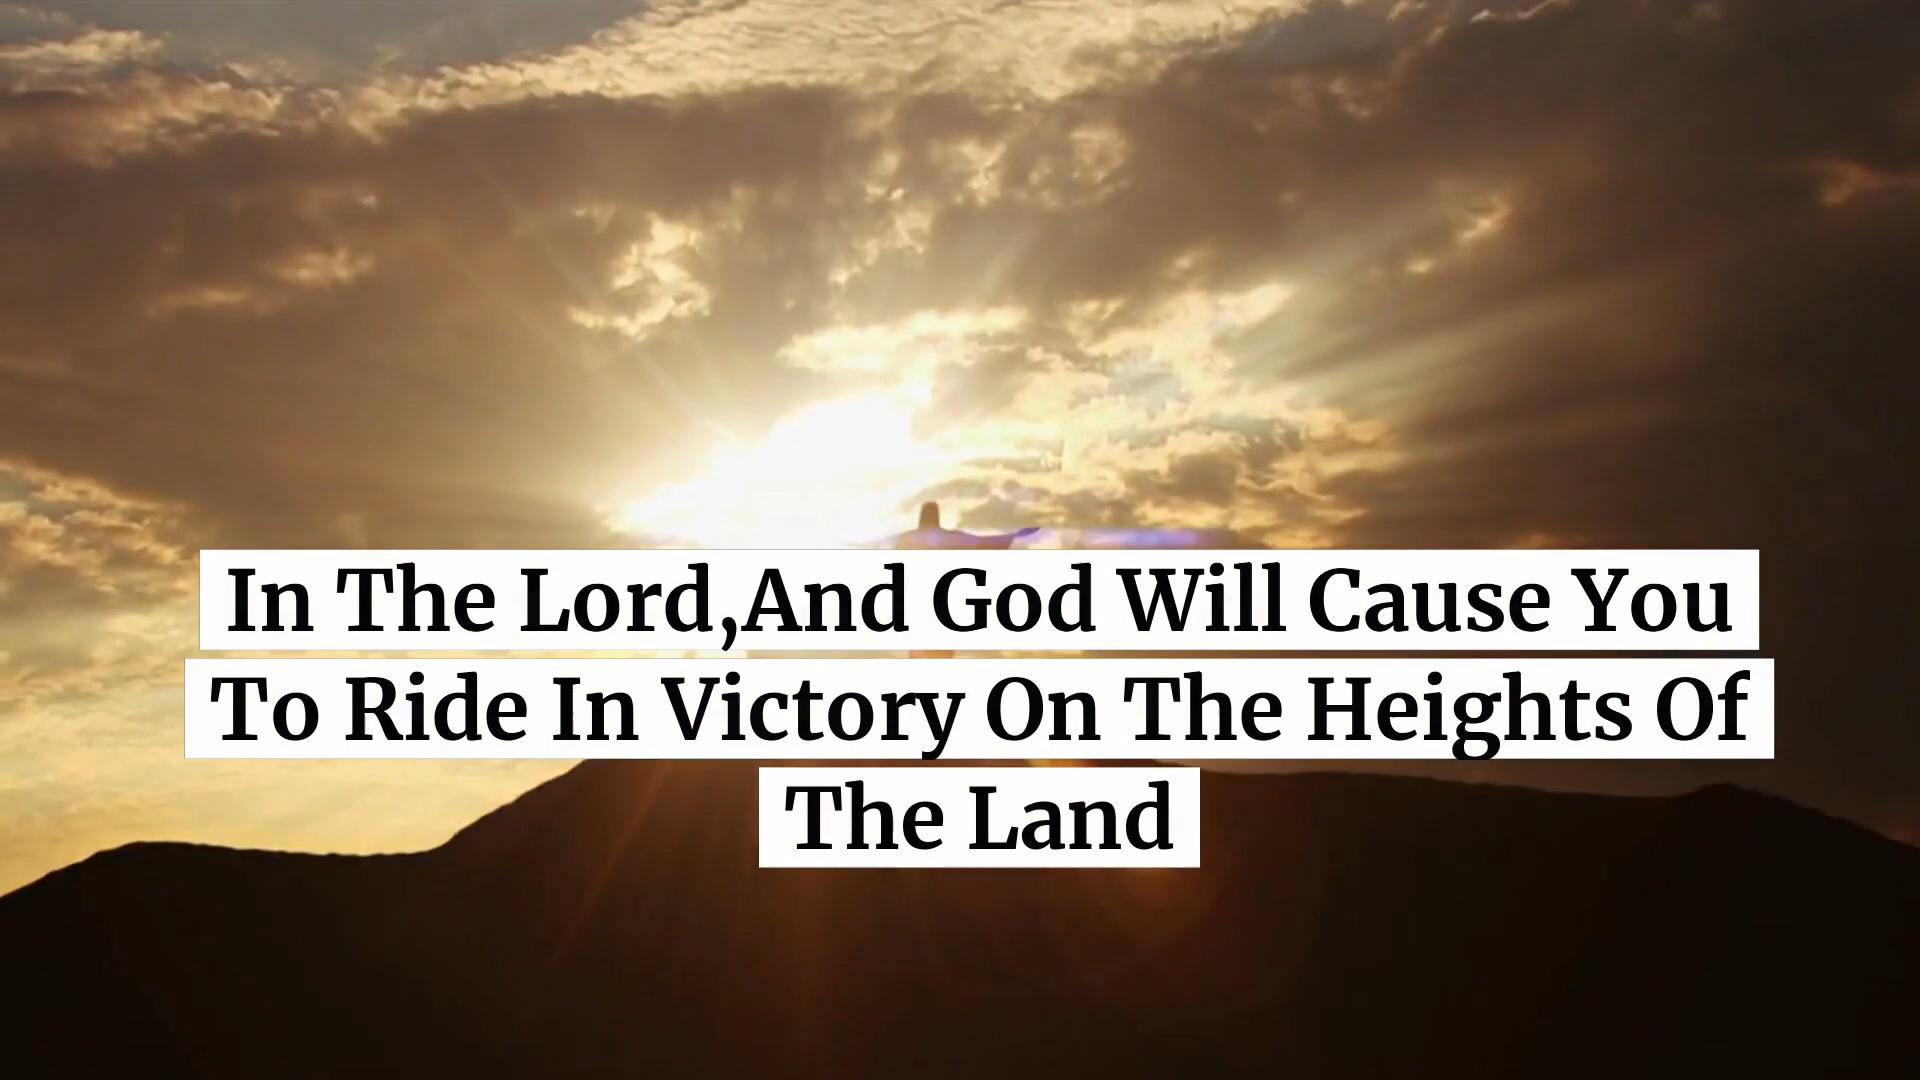 In The Lord,And God Will Cause You
To Ride In Victory On The Heights Of
The Land